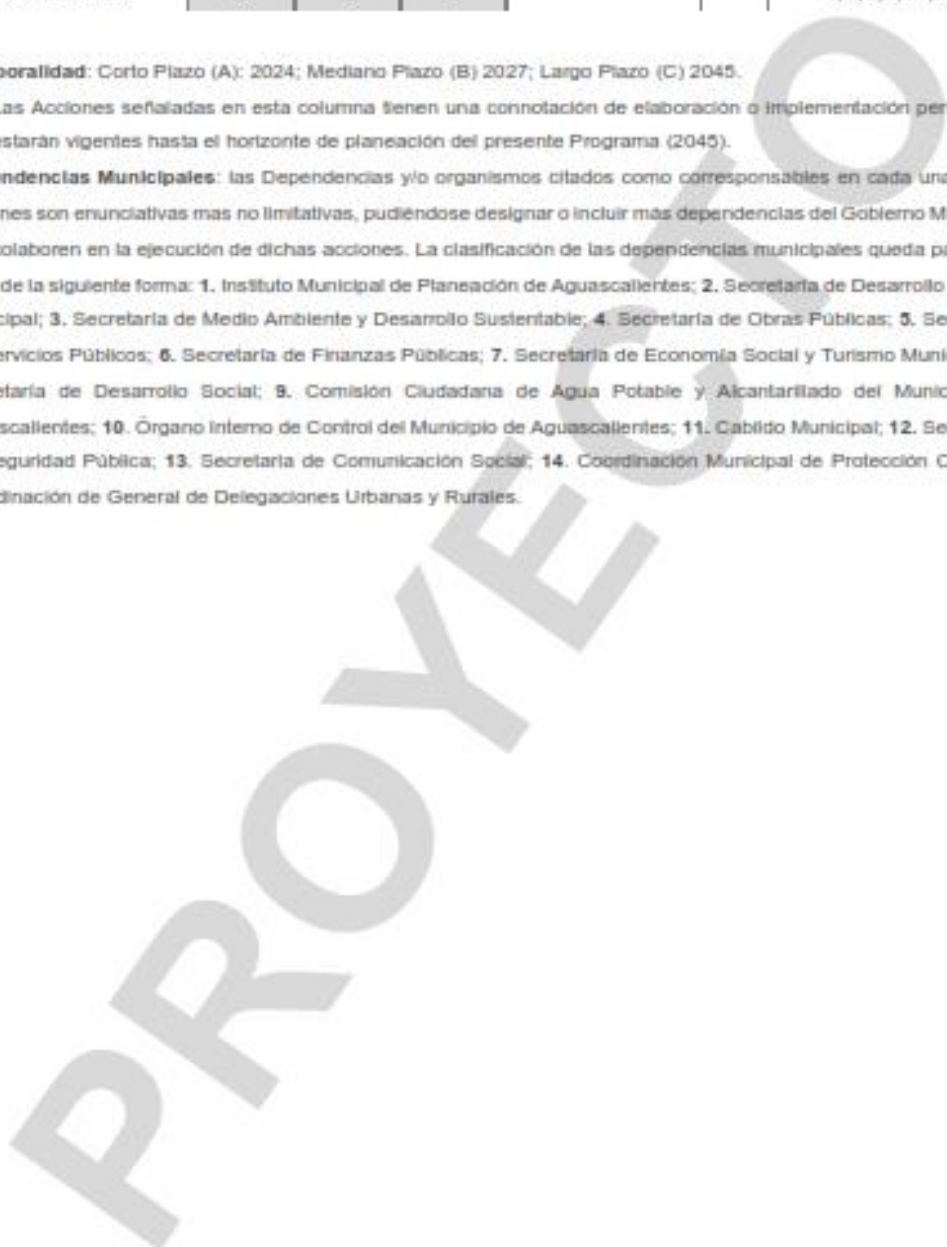 poralidad: Corto Plazo (A): 2024; Mediano Plazo (B) 2027; Largo Plazo (C) 2045.
Las Acciones señaladas en esta columna tienen una connotación de elaboración o implementación per
estarán vigentes hasta el horizonte de planeación del presente Programa (2045).
endencias Municipales: las Dependencias y/o organismos citados como corresponsables en cada una
nes son enunciativas mas no limitativas, pudiéndose designar o incluir más dependencias del Gobierno M
colaboren en la ejecución de dichas acciones. La clasificación de las dependencias municipales queda pa
de la siguiente forma: 1. Instituto Municipal de Planeación de Aguascalientes; 2. Secretaría de Desarrollo
cipal; 3. Secretaría de Medio Ambiente y Desarrollo Sustentable; 4. Secretaría de Obras Públicas; 5. Se
ervicios Públicos; 6. Secretaría de Finanzas Públicas; 7. Secretaría de Economía Social y Turismo Munic
etaría de Desarrollo Social; 9. Comisión Ciudadana de Agua Potable y Alcantarillado del Munic
scalientes; 10. Órgano Interno de Control del Municipio de Aguascalientes; 11. Cabildo Municipal; 12. Se
eguridad Pública; 13. Secretaría de Comunicación Social; 14. Coordinación Municipal de Protección C
dinación de General de Delegaciones Urbanas y Rurales.
PROYECTO